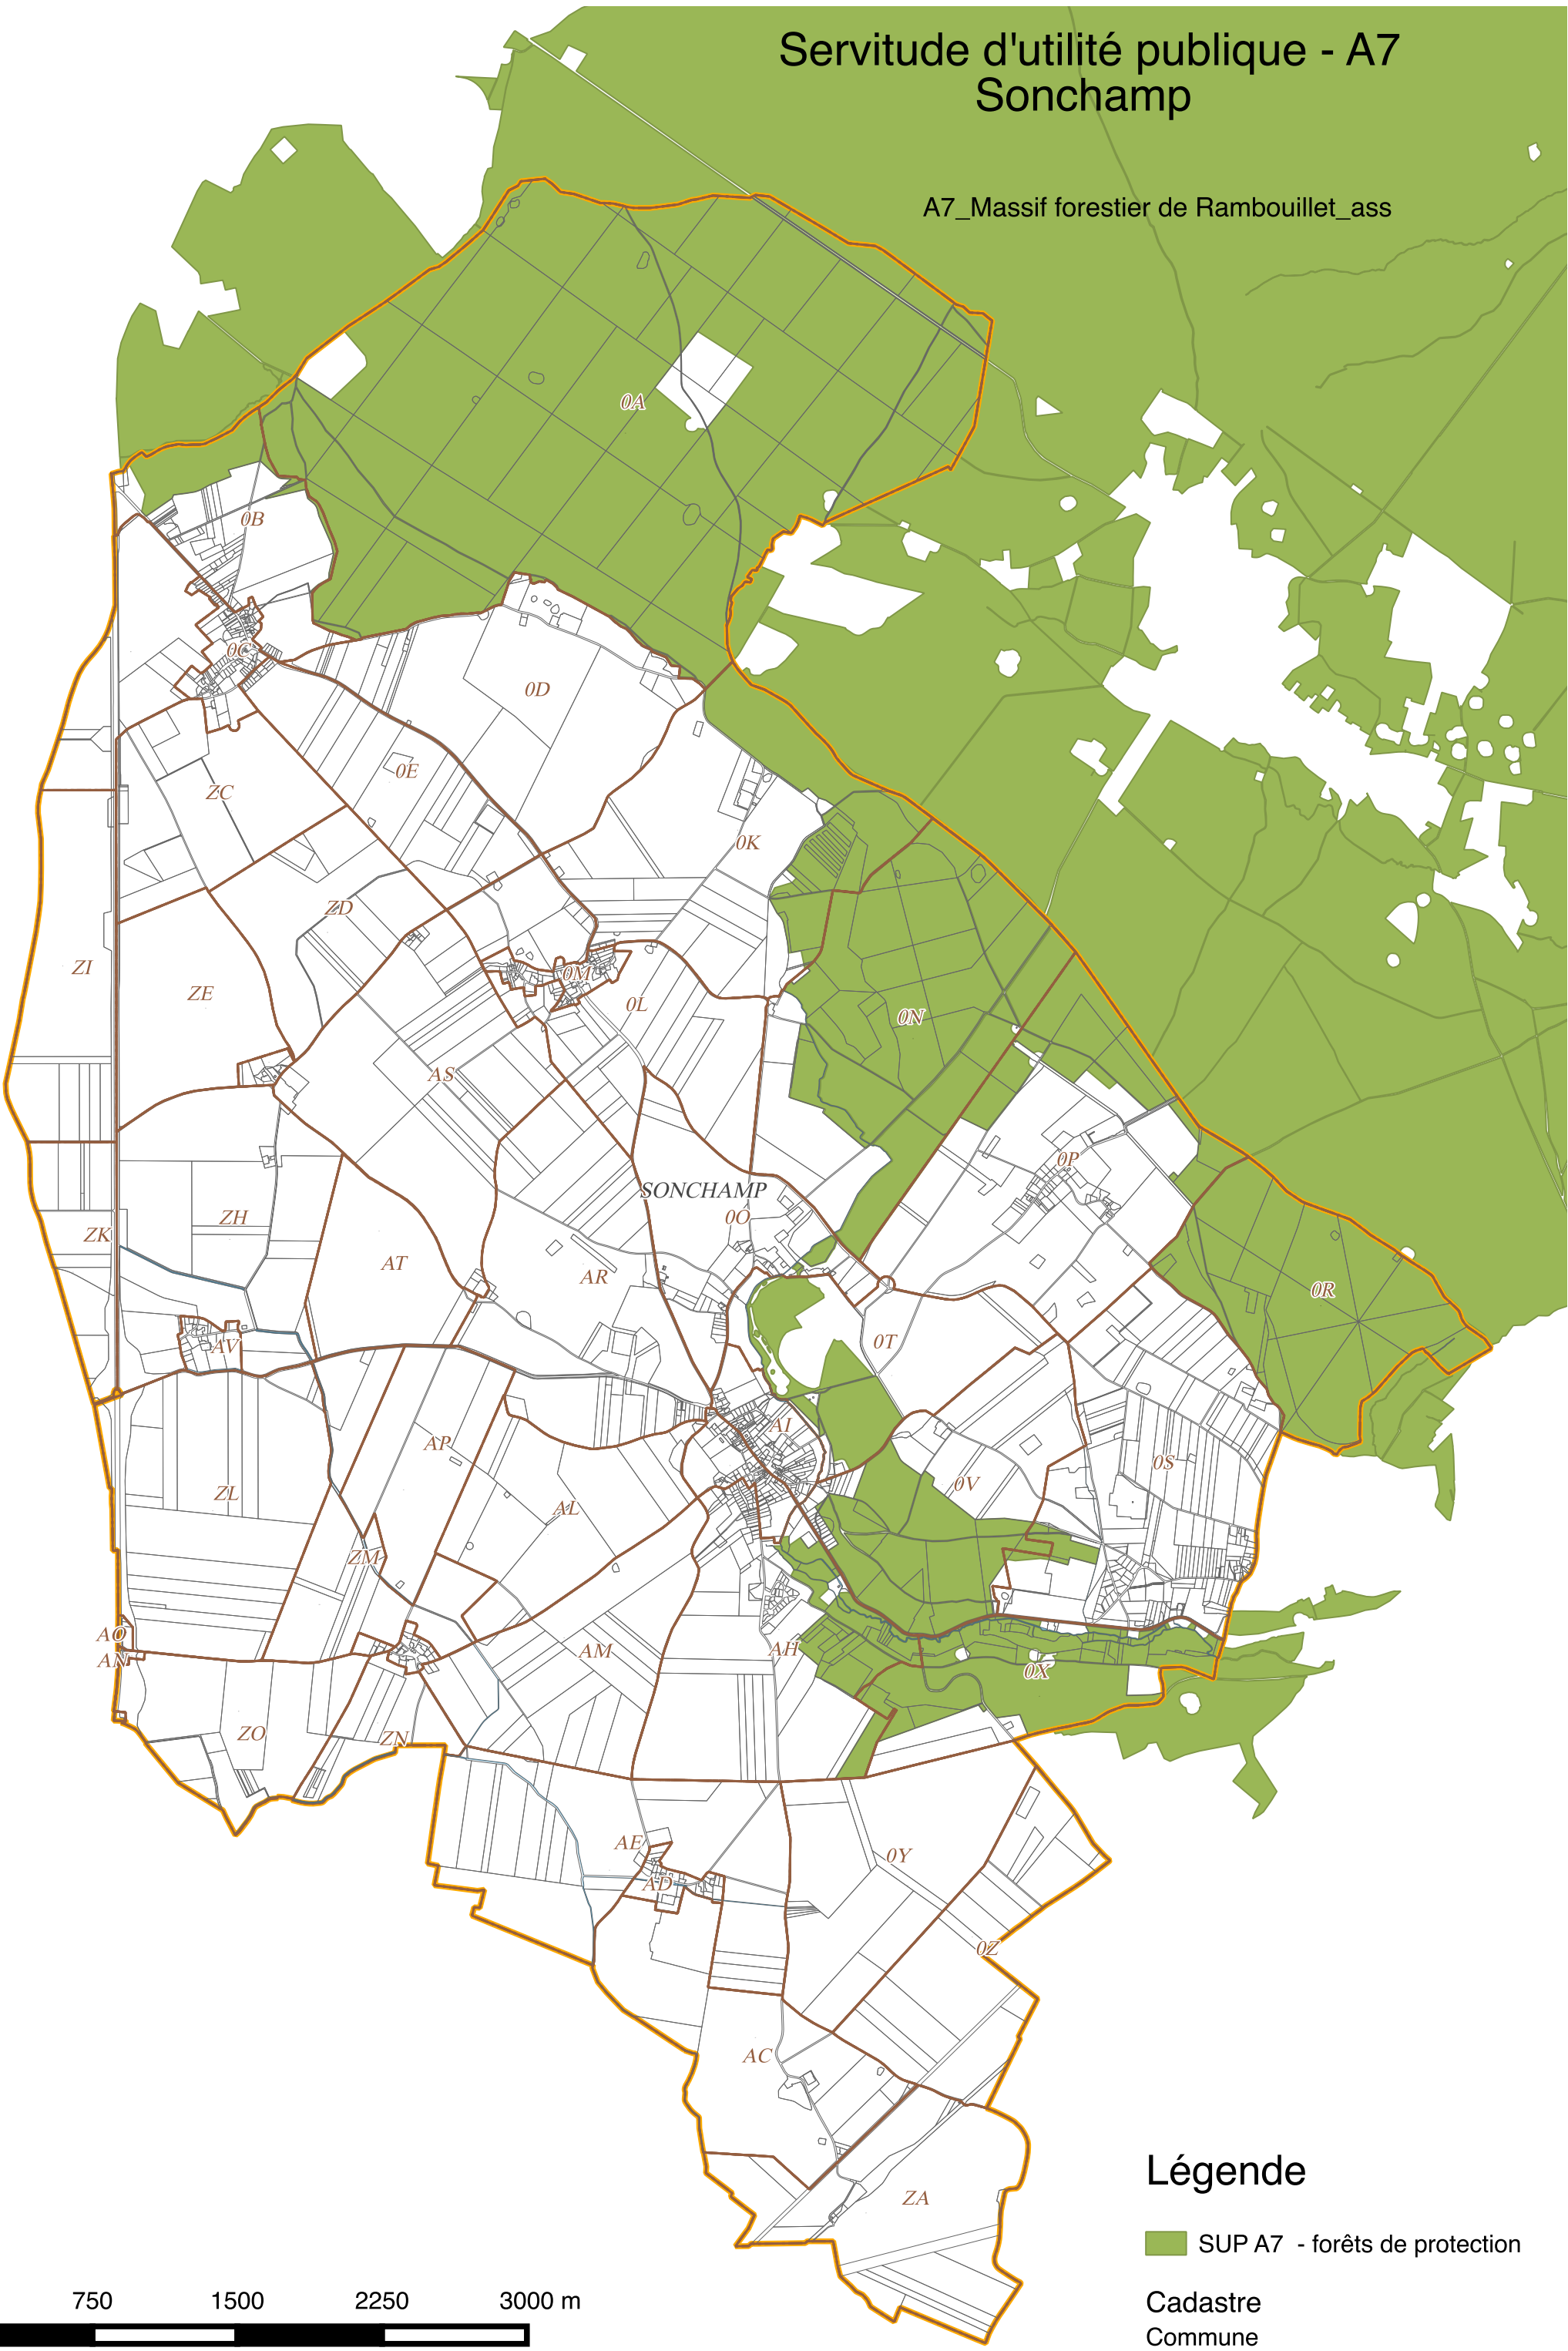 Servitude d'utilité publique - A7
Sonchamp
A7_Massif forestier de Rambouillet_ass
0A
0B
0C
0D
0E
ZC
0K
ZD
ZI
ZE
0M
0L
0N
AS
0P
SONCHAMP
0O
ZH
ZK
AT
AR
0R
AV
0T
AI
AP
0S
0V
ZL
AL
ZM
AO
AN
AM
AH
0X
ZO
ZN
AE
0Y
AD
0Z
AC
ZA
Légende
SUP A7 - forêts de protection
Cadastre
Commune
750 1500 2250 3000 m